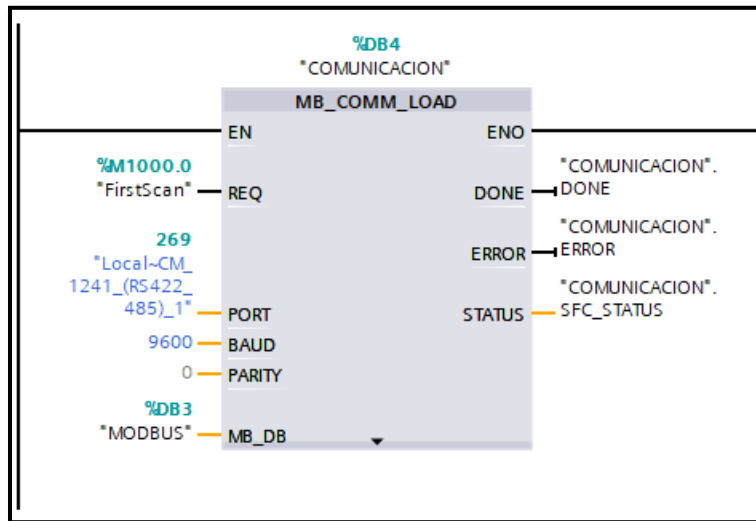 %DB4
"COMUNICACION"
MB_COMM_LOAD
EN
ENO
%M1000.0
"FirstScan"
REQ
"COMUNICACION".
DONE
DONE
"COMUNICACION".
ERROR
ERROR
269
"Local~CM_
1241_(RS422_
485)_1"
PORT
"COMUNICACION".
STATUS
SFC_STATUS
9600
BAUD
0
PARITY
%DB3
"MODBUS"
MB_DB